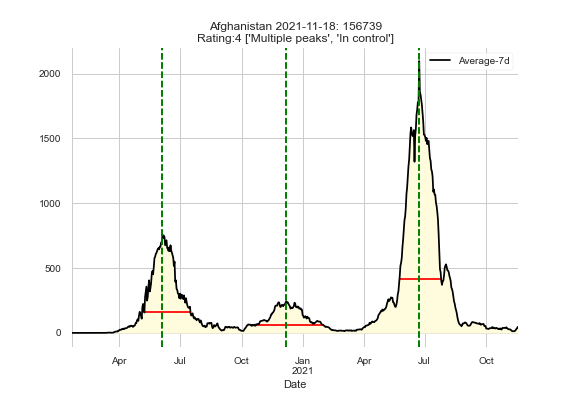 Afghanistan 2021-11-18: 156739
Rating:4 ['Multiple peaks', 'In control']
Average-7d
2000
1500
1000
500
0
Apr Jul Oct Jan Apr Jul Oct
2021
Date